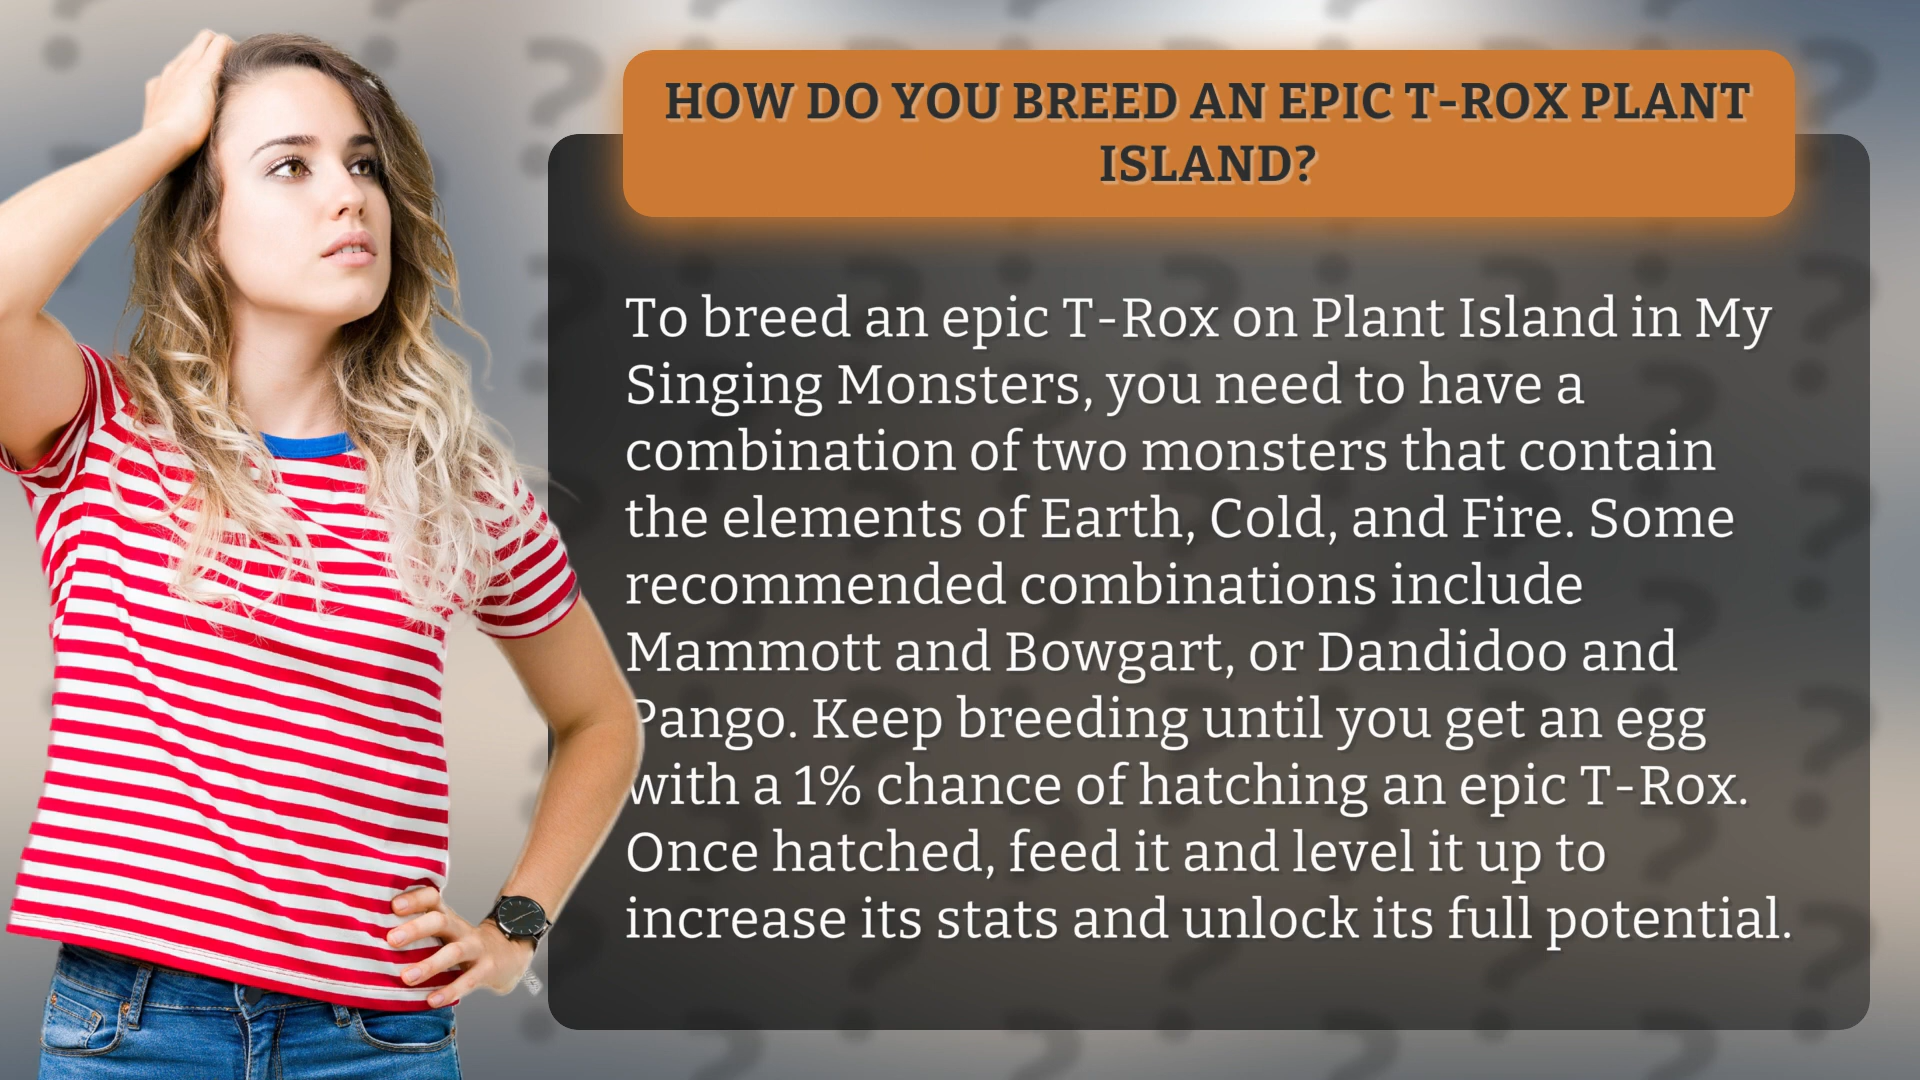 HOW DO YOU BREED AN EPIC T-ROX PLANT
ISLAND?
To breed an epic T-Rox on Plant Island in My
Singing Monsters, you need to have a
combination of two monsters that contain
the elements of Earth, Cold, and Fire. Some
recommended combinations include
Mammott and Bowgart, or Dandidoo and
Pango. Keep breeding until you get an egg
with a 1% chance of hatching an epic T-Rox.
Once hatched, feed it and level it up to
increase its stats and unlock its full potential.